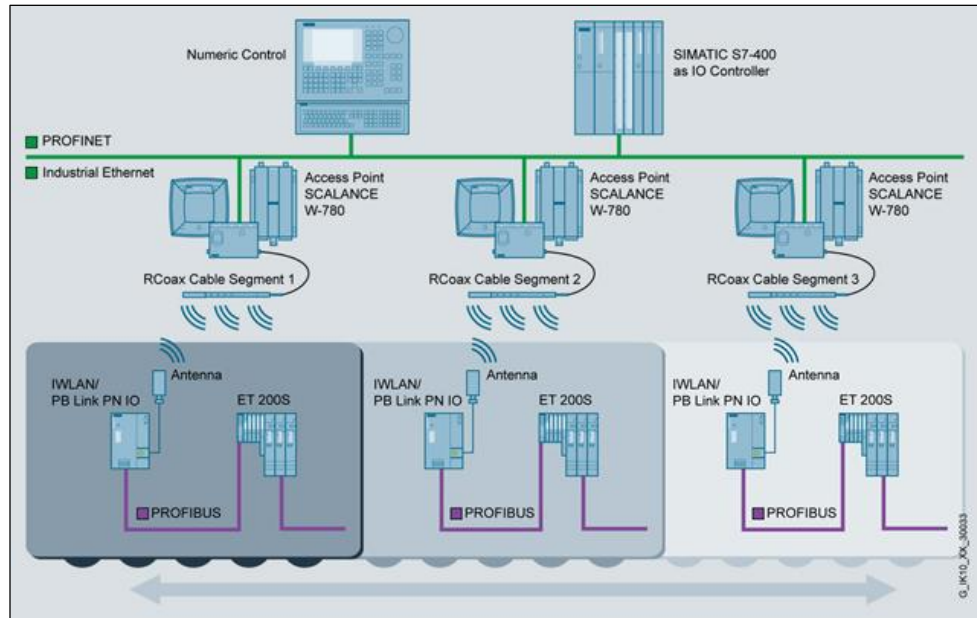 Numeric Control
SIMATIC S7-400
as IO Controller
PROFINET
Industrial Ethernet
Access Point
SCALANCE
W-780
Access Point
SCALANCE
W-780
Access Point
SCALANCE
W-780
RCoax Cable Segment 1
RCoax Cable Segment 2
RCoax Cable Segment 3
Antenna
IWLAN/
PB Link PN IO
ET 200S
PROFIBUS
Antenna
IWLAN/
PB Link PN IO
ET 200S
PROFIBUS
Antenna
IWLAN/
PB Link PN IO
ET 200S
PROFIBUS
G_IK10_XX_30033